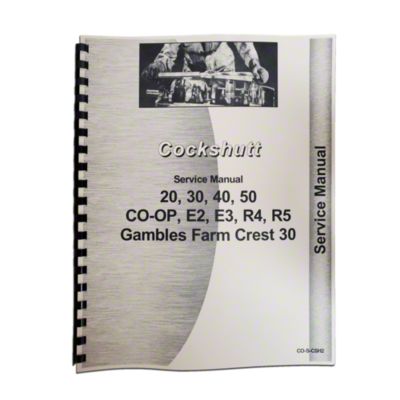 Cockshutt
Service Manual
20, 30, 40, 50
CO-OP, E2, E3, R4, R5
Gambles Farm Crest 30
Service Manual
CO-S-CSH2